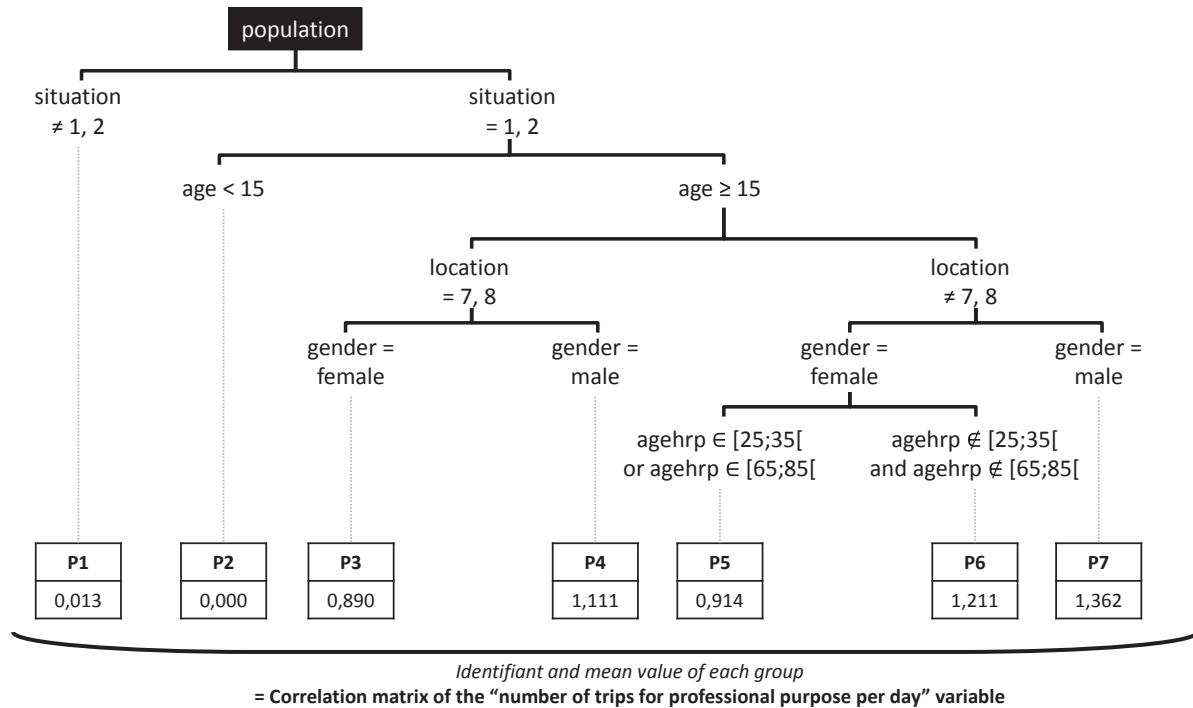 population
situation
≠ 1, 2
situation
= 1, 2
age < 15
age ≥ 15
location
= 7, 8
location
≠ 7, 8
gender =
female
gender =
male
gender =
female
gender =
male
agehrp ∈ [25;35[
or agehrp ∈ [65;85[
agehrp ∉ [25;35[
and agehrp ∉ [65;85[
P1
0,013
P2
0,000
P3
0,890
P4
1,111
P5
0,914
P6
1,211
P7
1,362
Identifiant and mean value of each group
= Correlation matrix of the “number of trips for professional purpose per day” variable